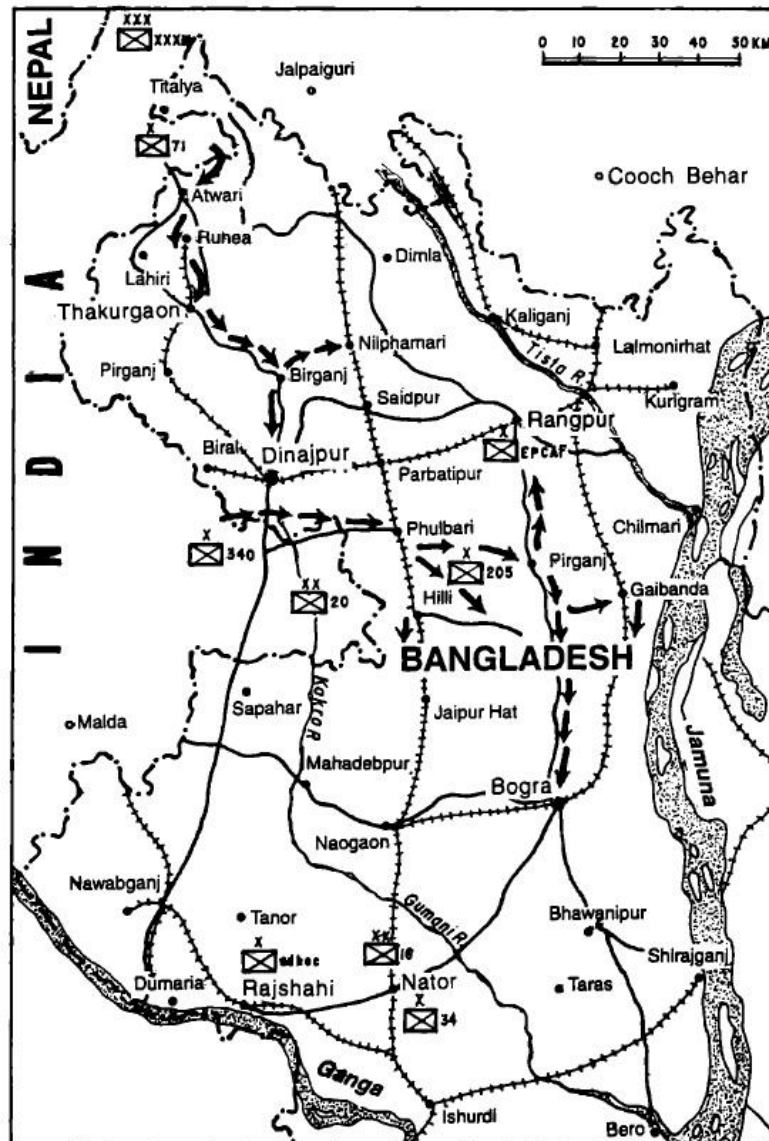 XXX
XXXIII
NEPAL
Titalya
Jalpaiguri
0 10 20 30 40 50 KM
X
71
Atwari
Cooch Behar
Ruhea
Lahiri
Dimla
Thakurgaon
Kaliganj
Lalmonirhat
Nilphamari
Tista R.
Pirganj
Birganj
Kurigram
Saidpur
Rangpur
X
EPCAF
Biral
Dinajpur
Parbatipur
Chilmari
Phulbari
X
340
X
205
Pirganj
XX
20
Hilli
Gaibanda
INDIA
BANGLADESH
Kakro R
Sapahar
Jaipur Hat
Malda
Jamuna
Mahadebpur
Bogra
Naogaon
Nawabganj
Gumani R.
Tanor
Bhawanipur
X
adhoc
XX
16
Shirajganj
Dumaria
Rajshahi
Nator
Taras
X
34
Ganga
Ishurdi
Bero